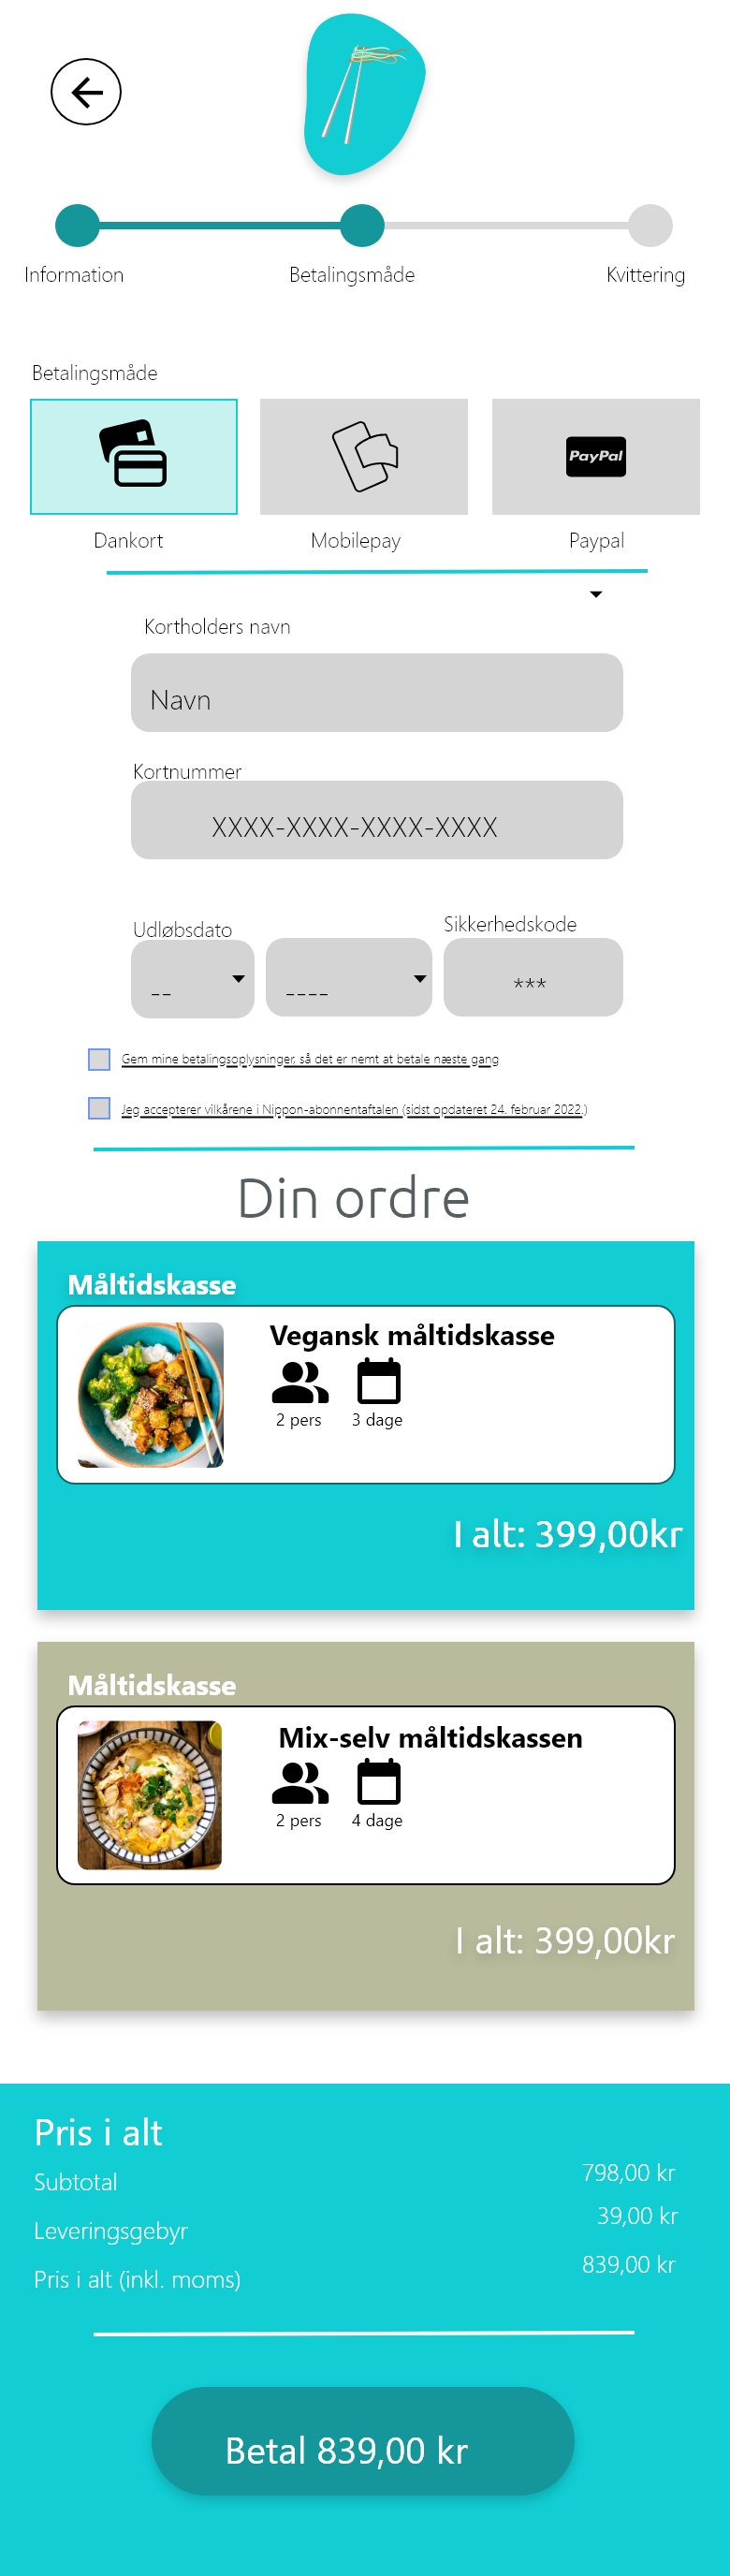 Information
Betalingsmåde
Kvittering
Betalingsmåde
PayPal
Dankort
Mobilepay
Paypal
Kortholders navn
Navn
Kortnummer
XXXX-XXXX-XXXX-XXXX
Udløbsdato
Sikkerhedskode
--
----
***
Gem mine betalingsoplysninger, så det er nemt at betale næste gang
Jeg accepterer vilkårene i Nippon-abonnentaftalen (sidst opdateret 24. februar 2022.)
Din ordre
Måltidskasse
Vegansk måltidskasse
2 pers
3 dage
I alt: 399,00kr
Måltidskasse
Mix-selv måltidskassen
2 pers
4 dage
I alt: 399,00kr
Pris i alt
Subtotal 798,00 kr
Leveringsgebyr 39,00 kr
Pris i alt (inkl. moms) 839,00 kr
Betal 839,00 kr